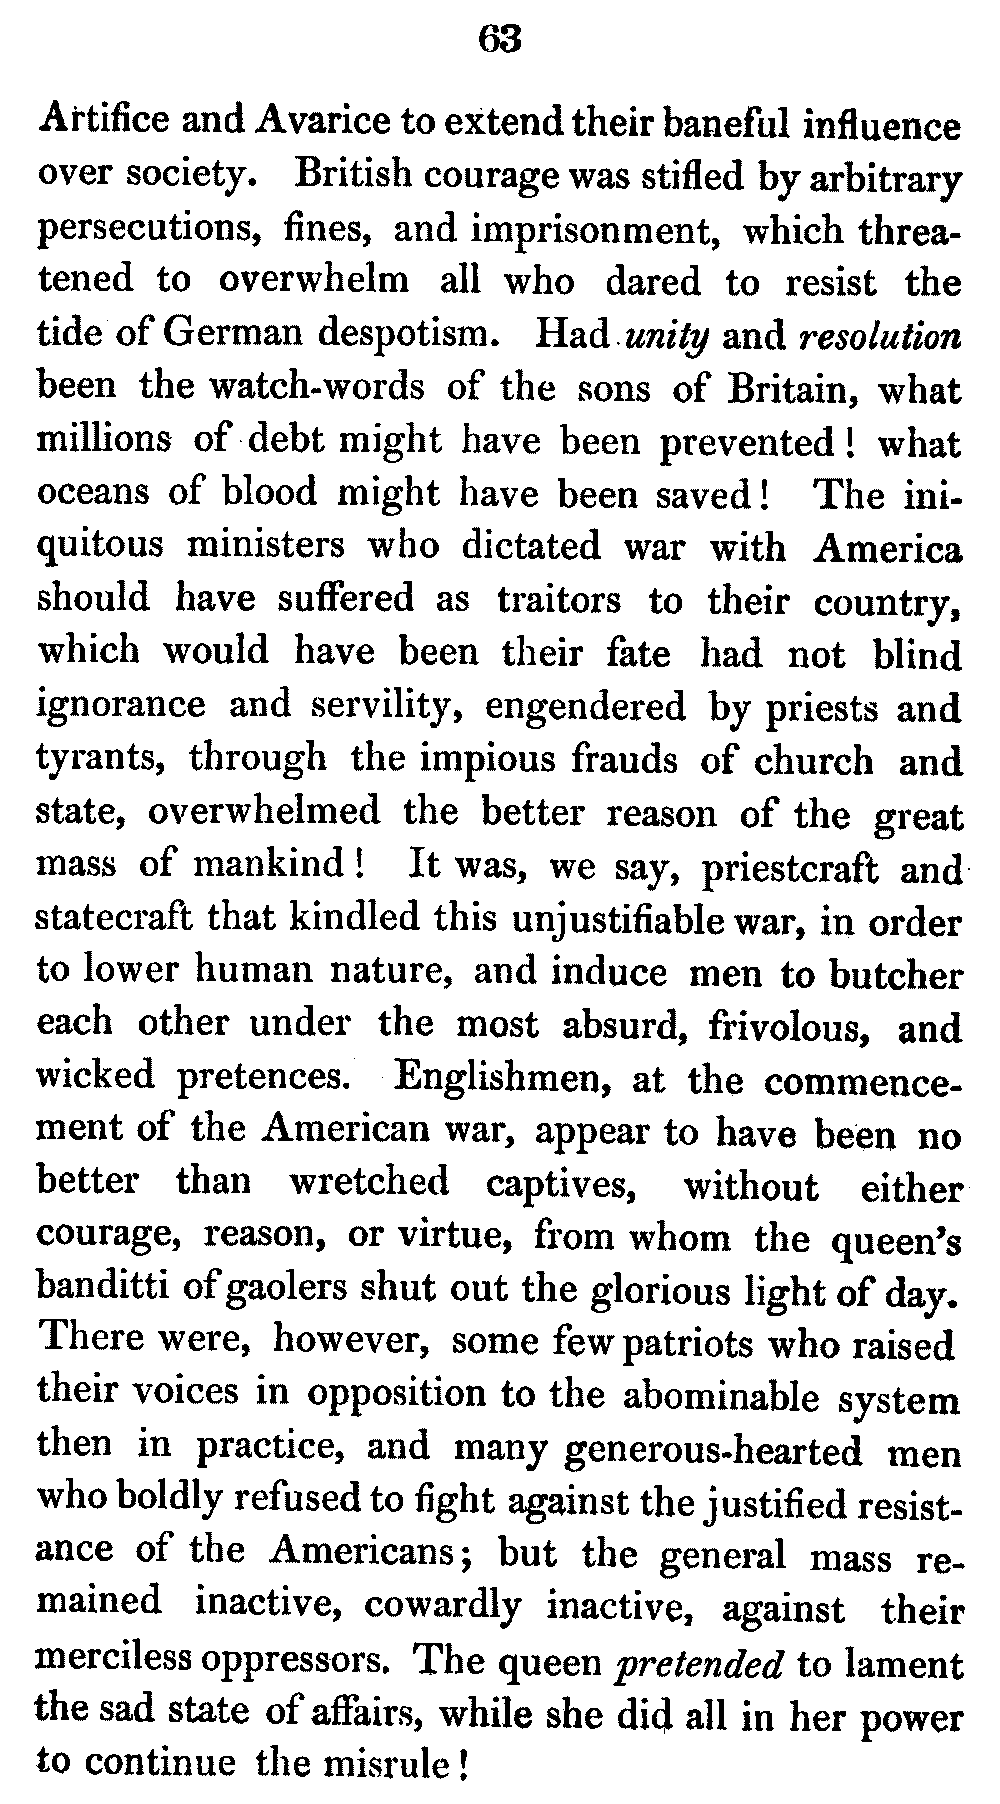 63
Artifice and Avarice to extend their baneful influence
over society. British courage was stifled by arbitrary
persecutions, fines, and imprisonment, which threa-
tened to overwhelm all who dared to resist the
tide of German despotism. Had unity and resolution
been the watch-words of the sons of Britain, what
millions of debt might have been prevented! what
oceans of blood might have been saved! The ini-
quitous ministers who dictated war with America
should have suffered as traitors to their country,
which would have been their fate had not blind
ignorance and servility, engendered by priests and
tyrants, through the impious frauds of church and
state, overwhelmed the better reason of the great
mass of mankind! It was, we say, priestcraft and
statecraft that kindled this unjustifiable war, in order
to lower human nature, and induce men to butcher
each other under the most absurd, frivolous, and
wicked pretences. Englishmen, at the commence-
ment of the American war, appear to have been no
better than wretched captives, without either
courage, reason, or virtue, from whom the queen's
banditti of gaolers shut out the glorious light of day.
There were, however, some few patriots who raised
their voices in opposition to the abominable system
then in practice, and many generous-hearted men
who boldly refused to fight against the justified resist-
ance of the Americans; but the general mass re-
mained inactive, cowardly inactive, against their
merciless oppressors. The queen pretended to lament
the sad state of affairs, while she did all in her power
to continue the misrule!